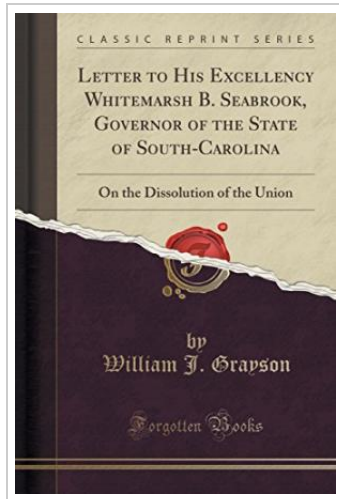 CLASSIC REPRINT SERIES
LETTER TO HIS EXCELLENCY
WHITEMARSH B. SEABROOK,
GOVERNOR OF THE STATE
OF SOUTH-CAROLINA
On the Dissolution of the Union
by
William J. Grayson
Forgotten Books